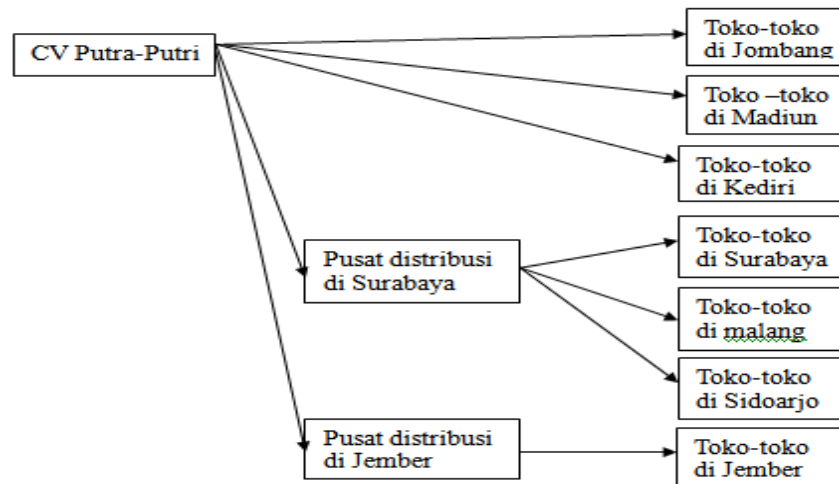 CV Putra-Putri
Toko-toko
di Jombang
Toko –toko
di Madiun
Toko-toko
di Kediri
Pusat distribusi
di Surabaya
Toko-toko
di Surabaya
Toko-toko
di malang
Toko-toko
di Sidoarjo
Pusat distribusi
di Jember
Toko-toko
di Jember